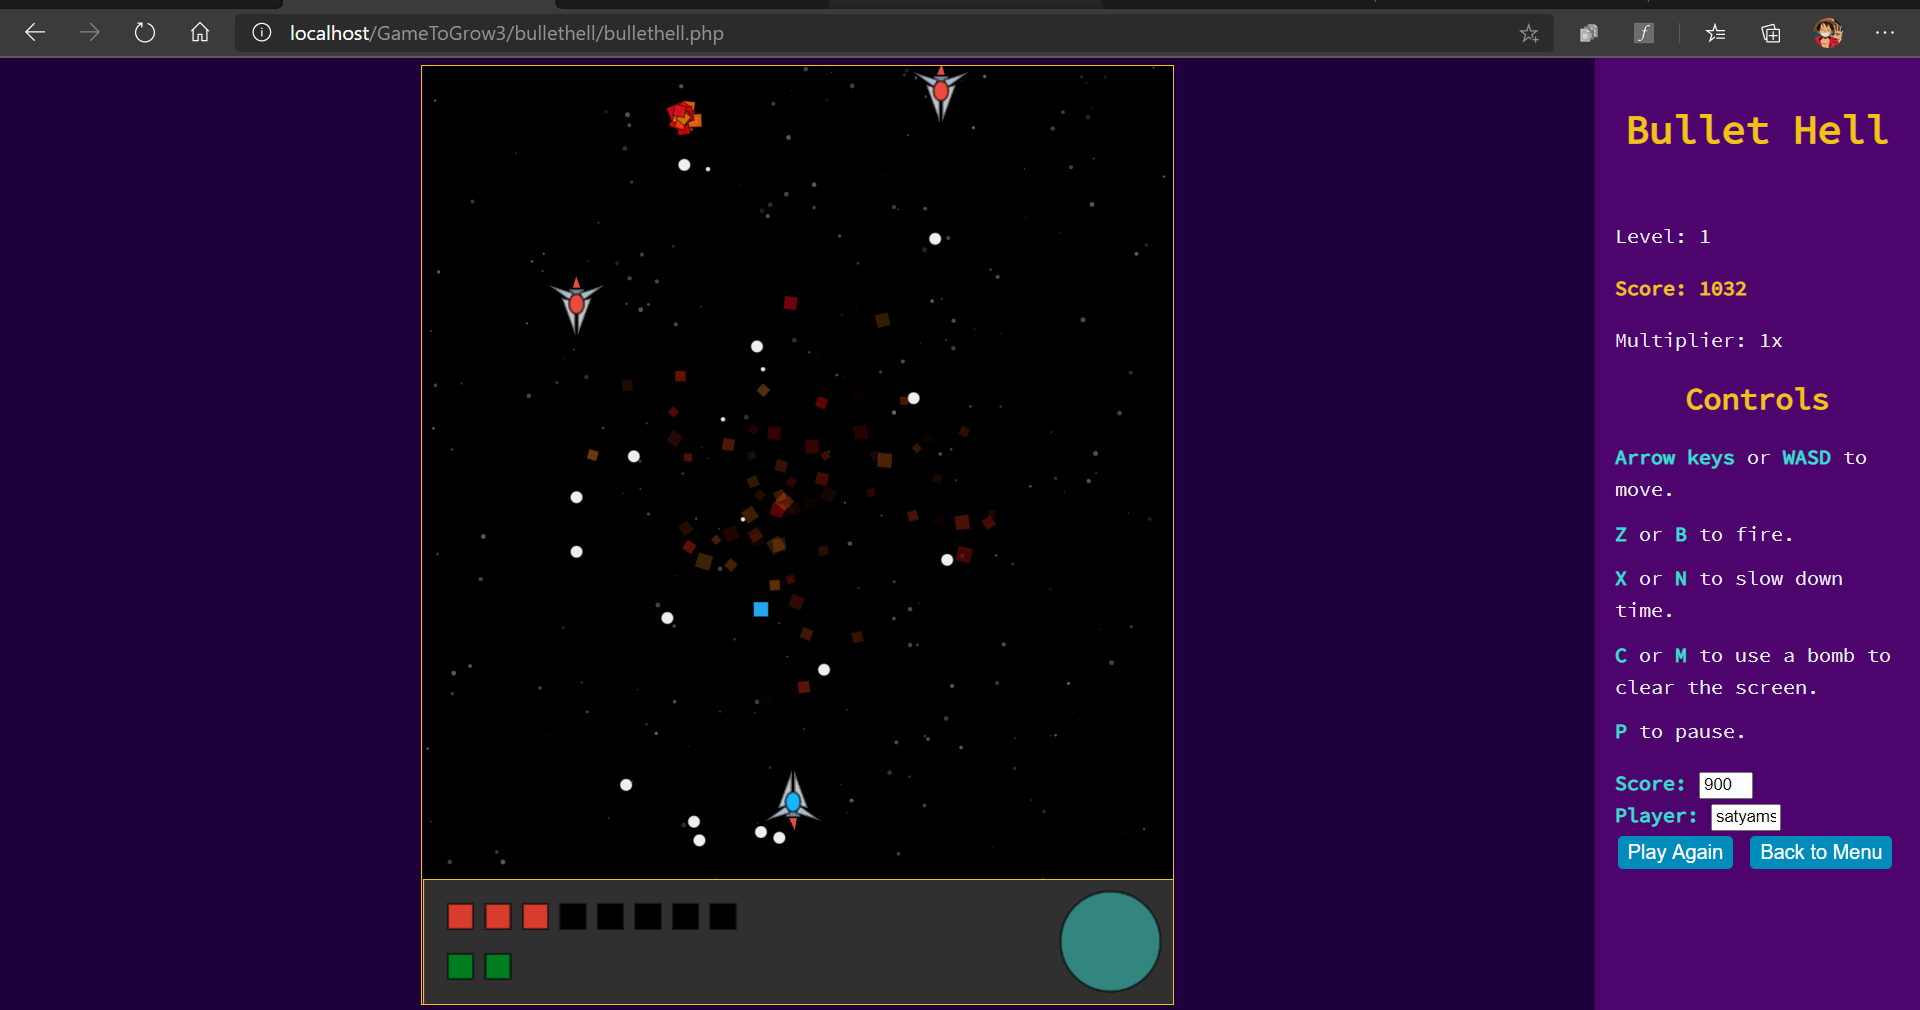 localhost/GameToGrow3/bullethell/bullethell.php
Bullet Hell
Level: 1
Score: 1032
Multiplier: 1x
Controls
Arrow keys or WASD to
move.
Z or B to fire.
X or N to slow down
time.
C or M to use a bomb to
clear the screen.
P to pause.
Score: 900
Player: satyams
Play Again Back to Menu